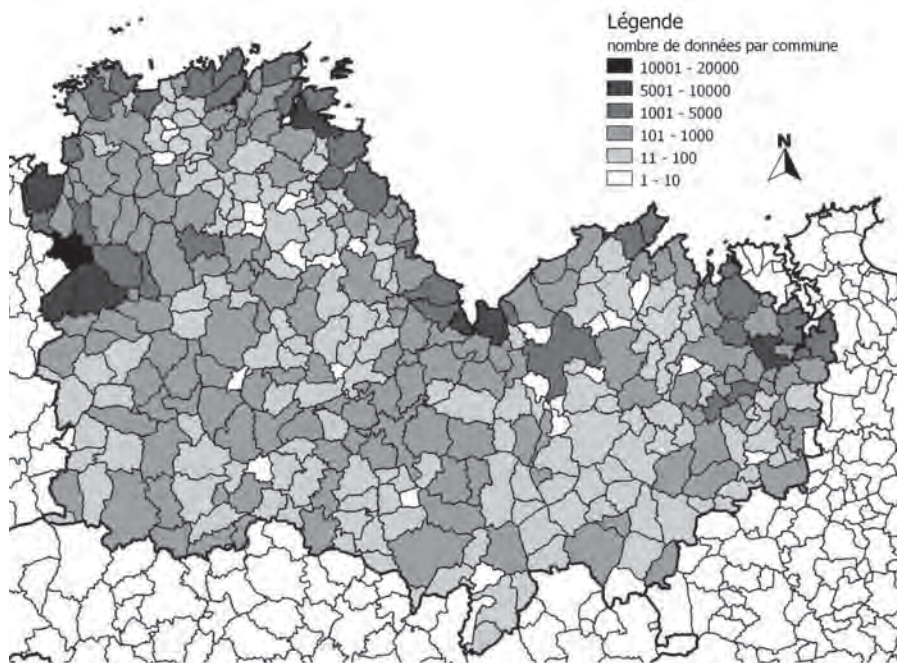 Légende
nombre de données par commune
10001 - 20000
5001 - 10000
1001 - 5000
101 - 1000
11 - 100
1 - 10
N